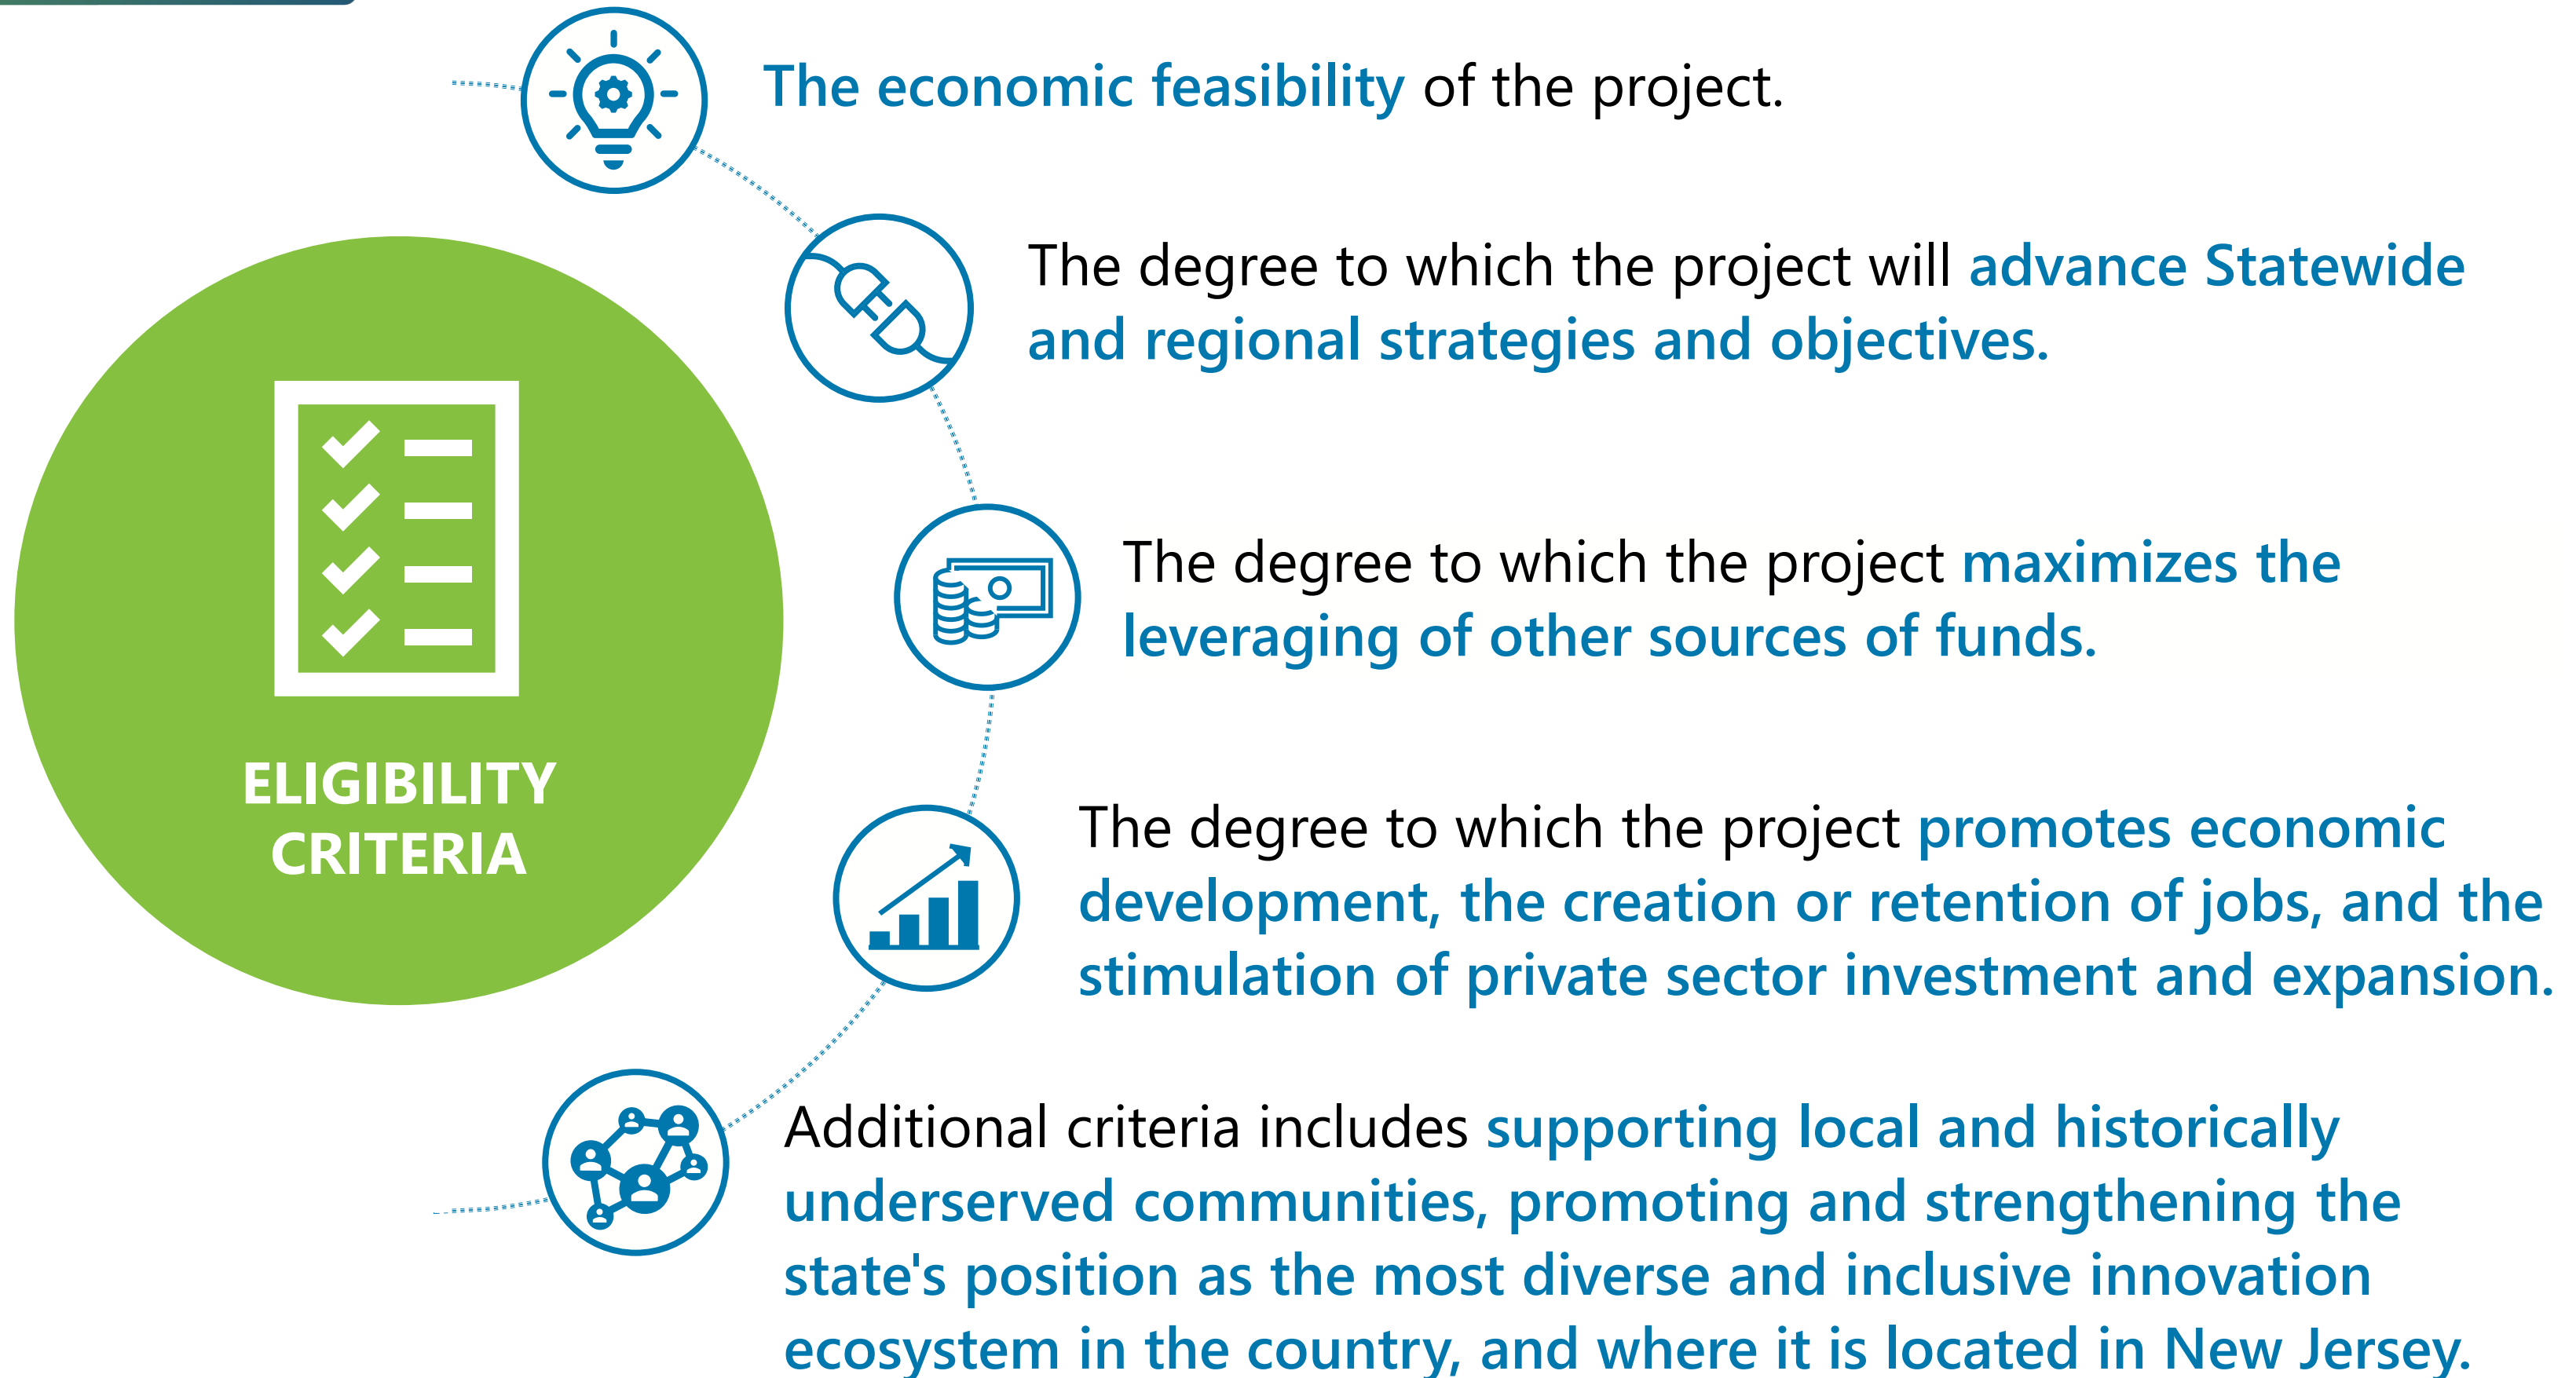 The economic feasibility of the project.
The degree to which the project will advance Statewide
and regional strategies and objectives.
The degree to which the project maximizes the
leveraging of other sources of funds.
ELIGIBILITY
CRITERIA
The degree to which the project promotes economic
development, the creation or retention of jobs, and the
stimulation of private sector investment and expansion.
Additional criteria includes supporting local and historically
underserved communities, promoting and strengthening the
state's position as the most diverse and inclusive innovation
ecosystem in the country, and where it is located in New Jersey.